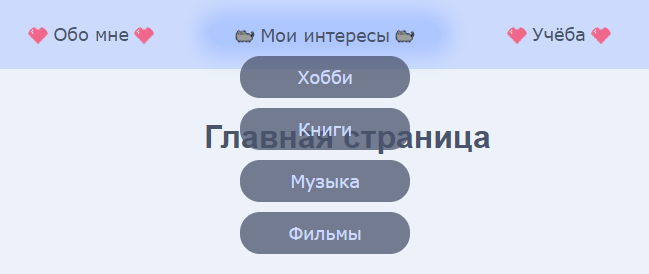 Обо мне
Мои интересы
Учёба
Хобби
Главная страница
Книги
Музыка
Фильмы